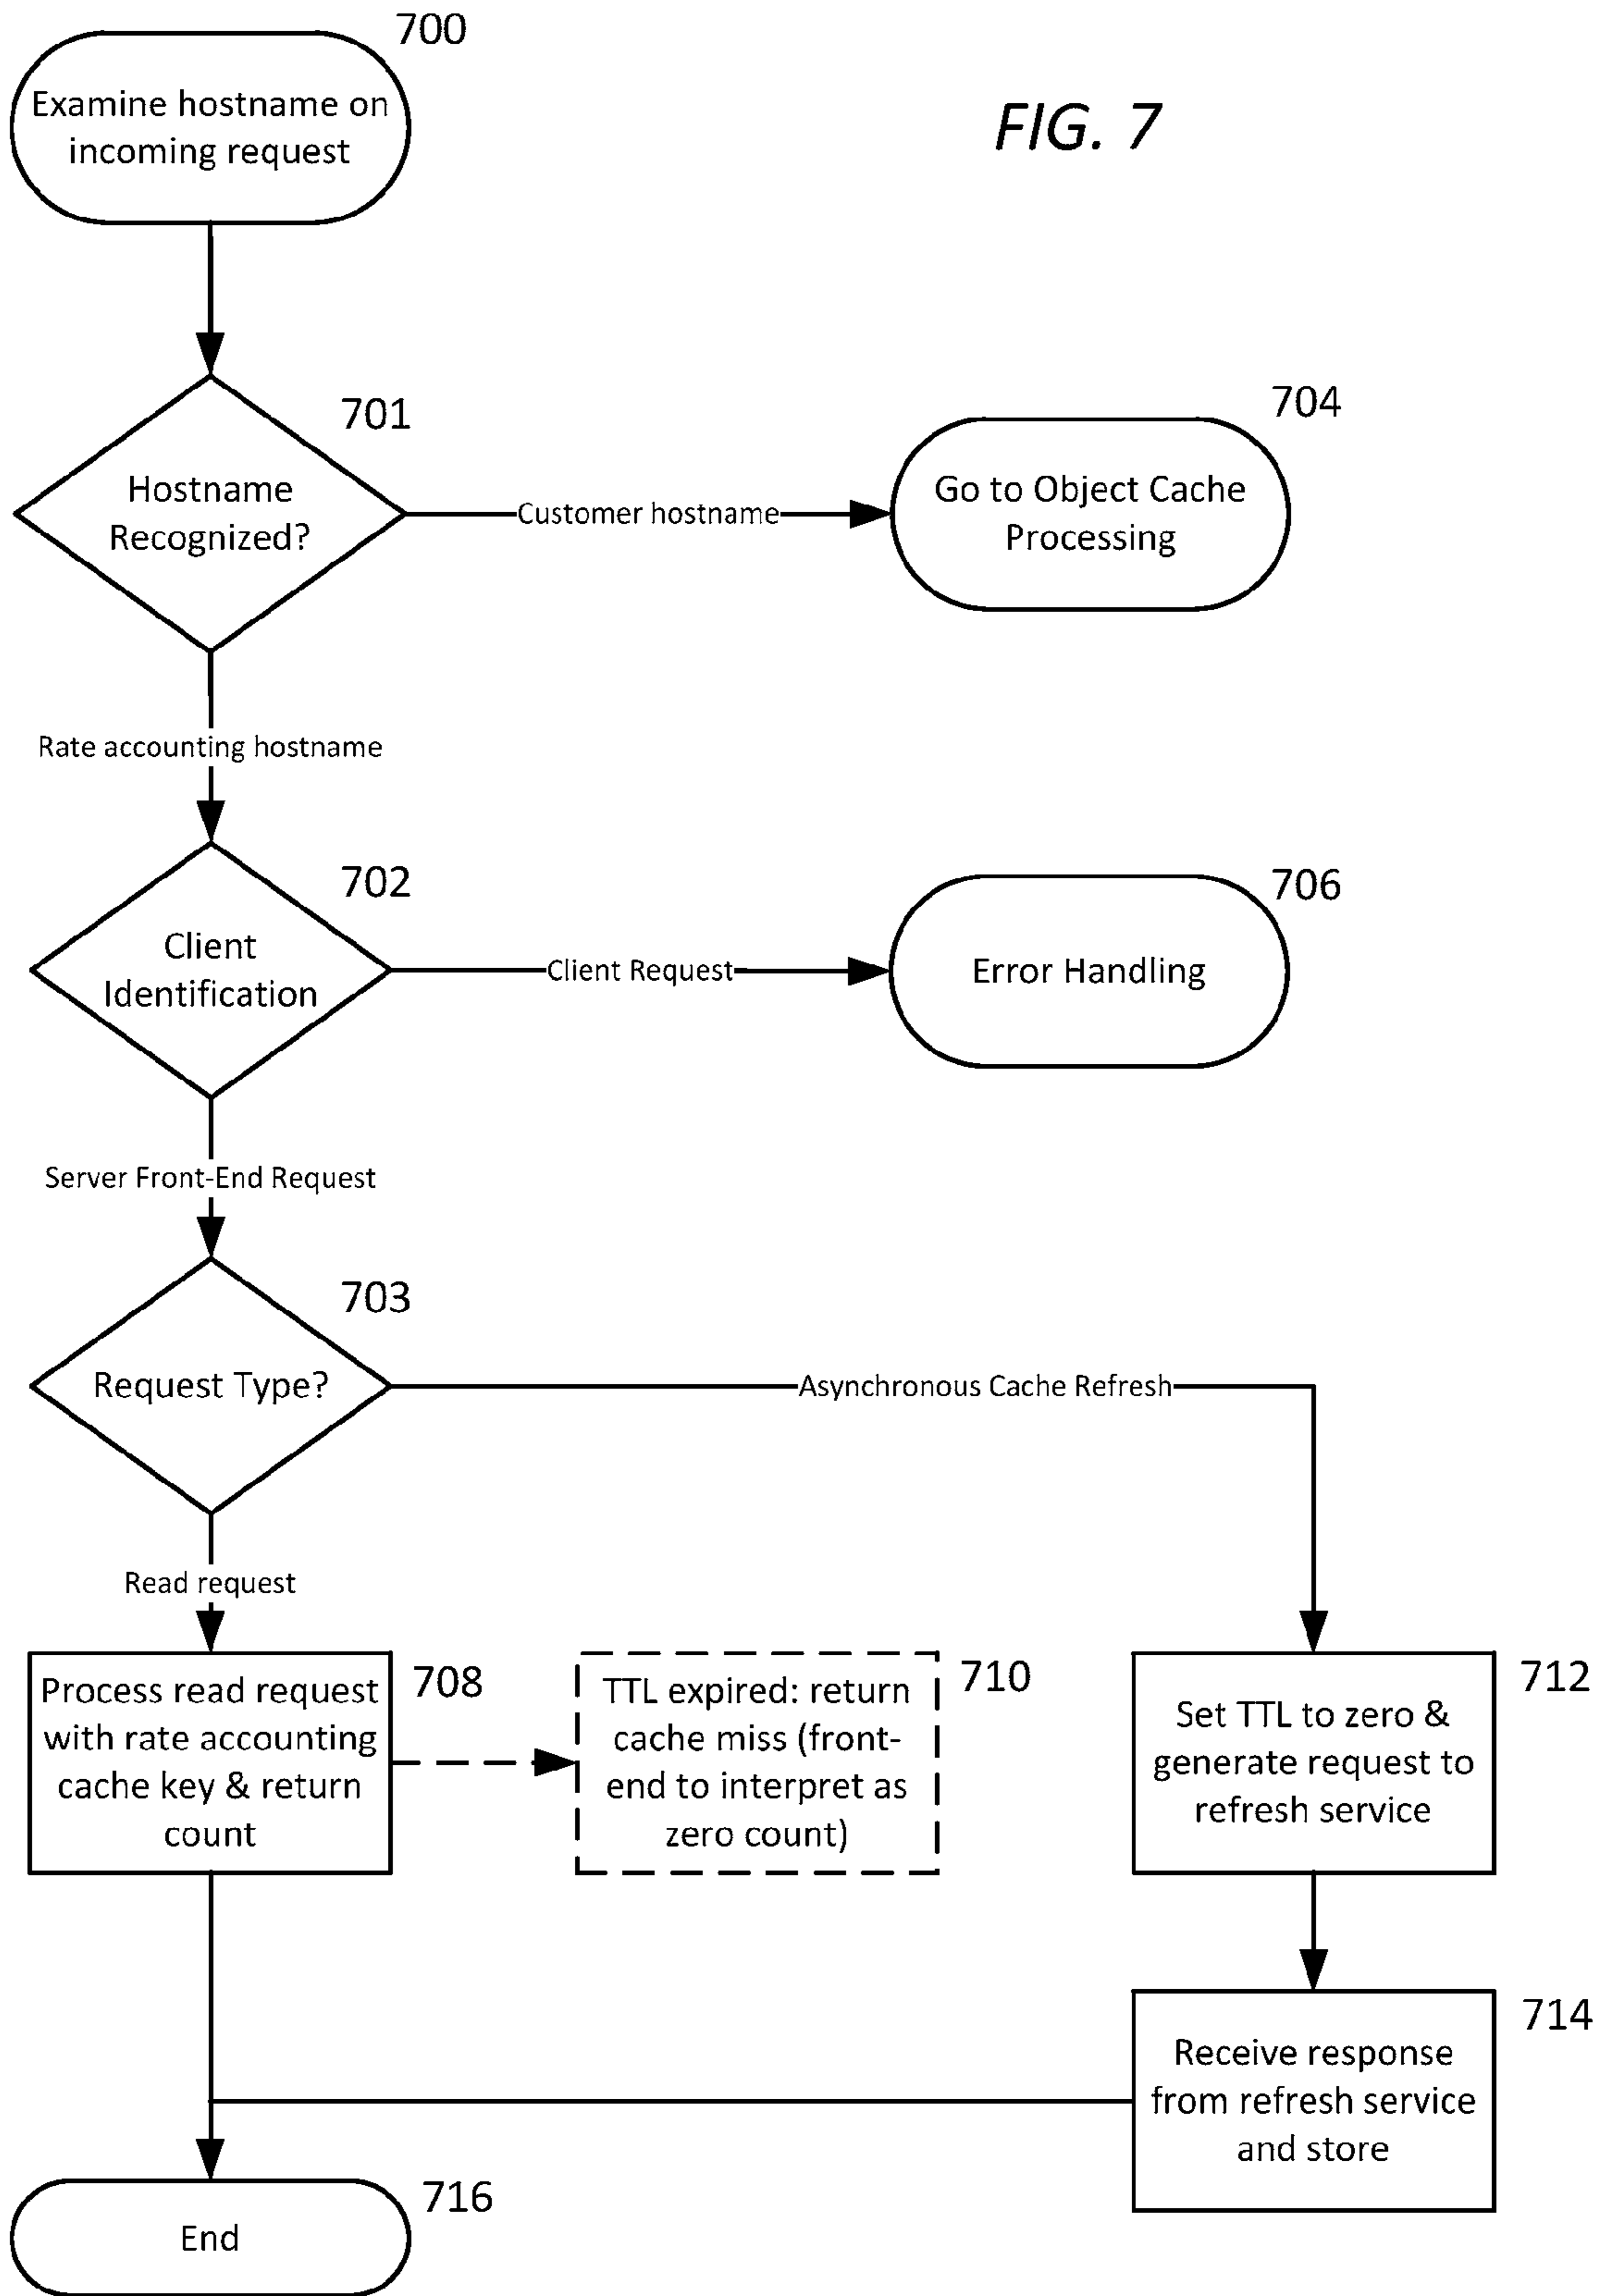 700
Examine hostname on
incoming request
FIG. 7
701
Hostname
Recognized?
Customer hostname
704
Go to Object Cache
Processing
Rate accounting hostname
702
Client
Identification
Client Request
706
Error Handling
Server Front-End Request
703
Request Type?
Asynchronous Cache Refresh
Read request
708
Process read request
with rate accounting
cache key & return
count
710
TTL expired: return
cache miss (front-
end to interpret as
zero count)
712
Set TTL to zero &
generate request to
refresh service
714
Receive response
from refresh service
and store
716
End